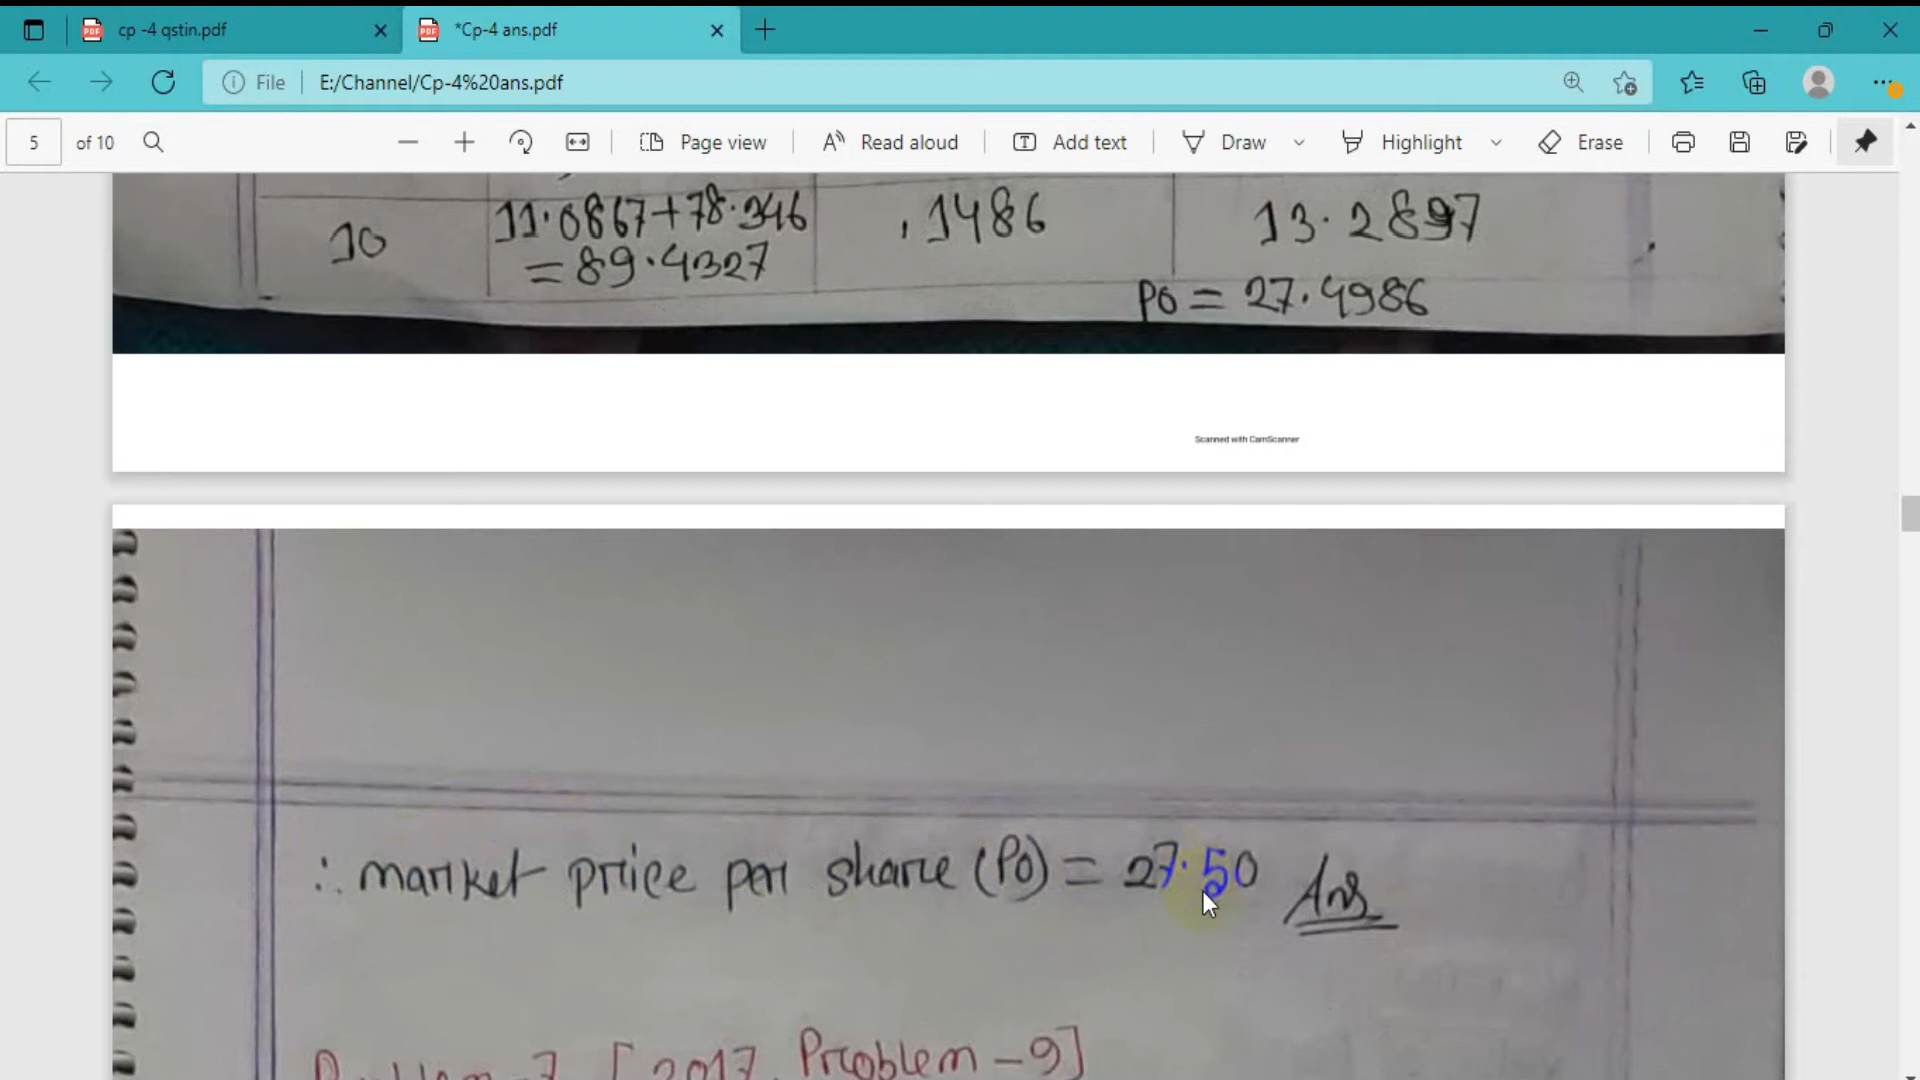 cp -4 qstin.pdf
*Cp-4 ans.pdf
File
E:/Channel/Cp-4%20ans.pdf
5 of 10
Page view
Read aloud
Add text
Draw
Highlight
Erase
10
11.0867+78.346
=89.4327
.1486
13.2897
P0 = 27.4986
Scanned with CamScanner
∴ market price per share (P0) = 27.50 Ans
Problem-7 [2017, Problem-9]